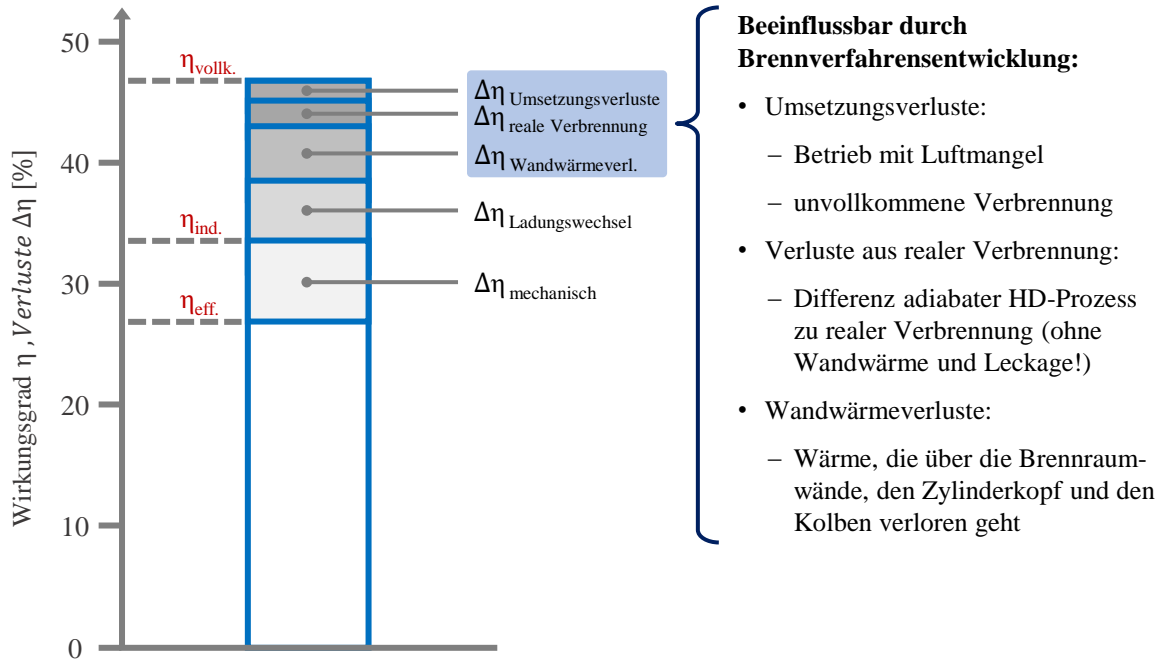 Wirkungsgrad η , Verluste Δη [%]
50
40
30
20
10
0
ηvollk.
ηind.
ηeff.
Δη Umsetzungsverluste
Δη reale Verbrennung
Δη Wandwärmeverl.
Δη Ladungswechsel
Δη mechanisch
Beeinflussbar durch
Brennverfahrensentwicklung:
• Umsetzungsverluste:
– Betrieb mit Luftmangel
– unvollkommene Verbrennung
• Verluste aus realer Verbrennung:
– Differenz adiabater HD-Prozess
zu realer Verbrennung (ohne
Wandwärme und Leckage!)
• Wandwärmeverluste:
– Wärme, die über die Brennraum-
wände, den Zylinderkopf und den
Kolben verloren geht